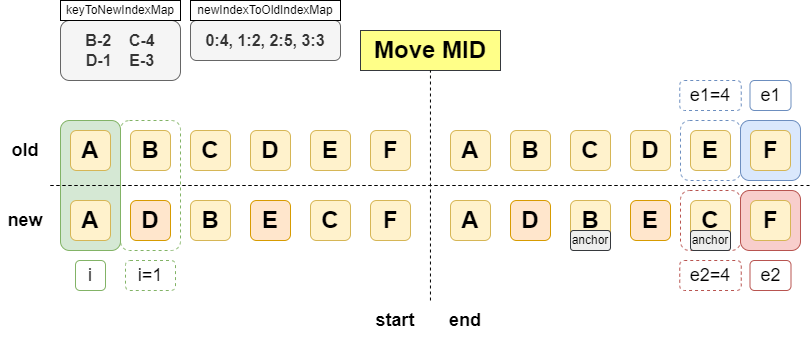 keyToNewIndexMap newIndexToOldIndexMap
B-2 C-4
D-1 E-3
0:4, 1:2, 2:5, 3:3
Move MID
e1=4 e1
old A B C D E F A B C D E F
new A D B E C F A D B E C F
anchor anchor
i i=1 e2=4 e2
start end